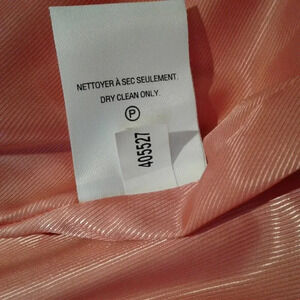 NETTOYER À SEC SEULEMENT.
DRY CLEAN ONLY.
P
405527